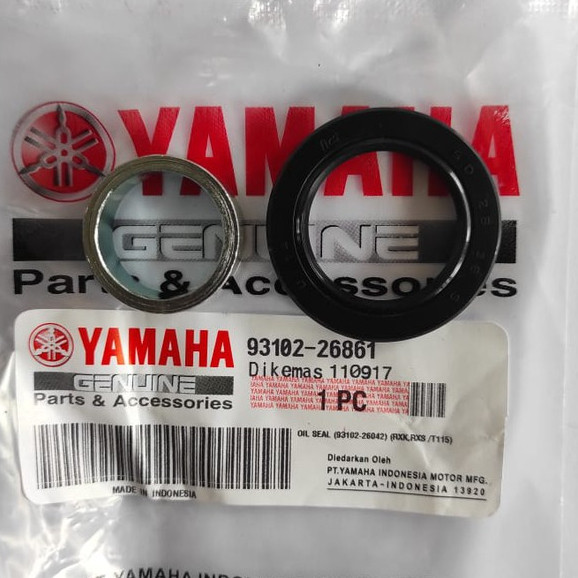 YAMAHA
GENUINE
Parts & Accessories
YAMAHA
GENUINE
Parts & Accessories
93102-26861
Dikemas 110917
1 PC
OIL SEAL (93102-26042) (RXK,RXS /T115)
Diedarkan Oleh
PT.YAMAHA INDONESIA MOTOR MFG.
JAKARTA-INDONESIA 13920
MADE IN INDONESIA